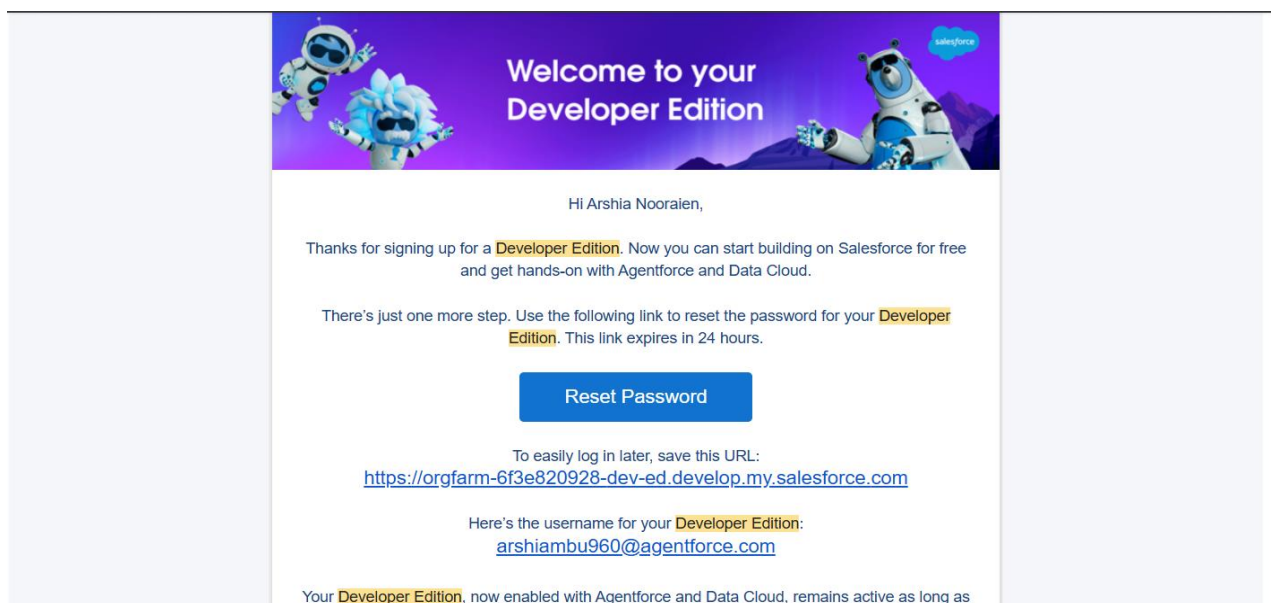 salesforce
Welcome to your
Developer Edition
Hi Arshia Nooraien,
Thanks for signing up for a Developer Edition. Now you can start building on Salesforce for free
and get hands-on with Agentforce and Data Cloud.
There's just one more step. Use the following link to reset the password for your Developer
Edition. This link expires in 24 hours.
Reset Password
To easily log in later, save this URL:
https://orgfarm-6f3e820928-dev-ed.develop.my.salesforce.com
Here's the username for your Developer Edition:
arshiambu960@agentforce.com
Your Developer Edition, now enabled with Agentforce and Data Cloud, remains active as long as